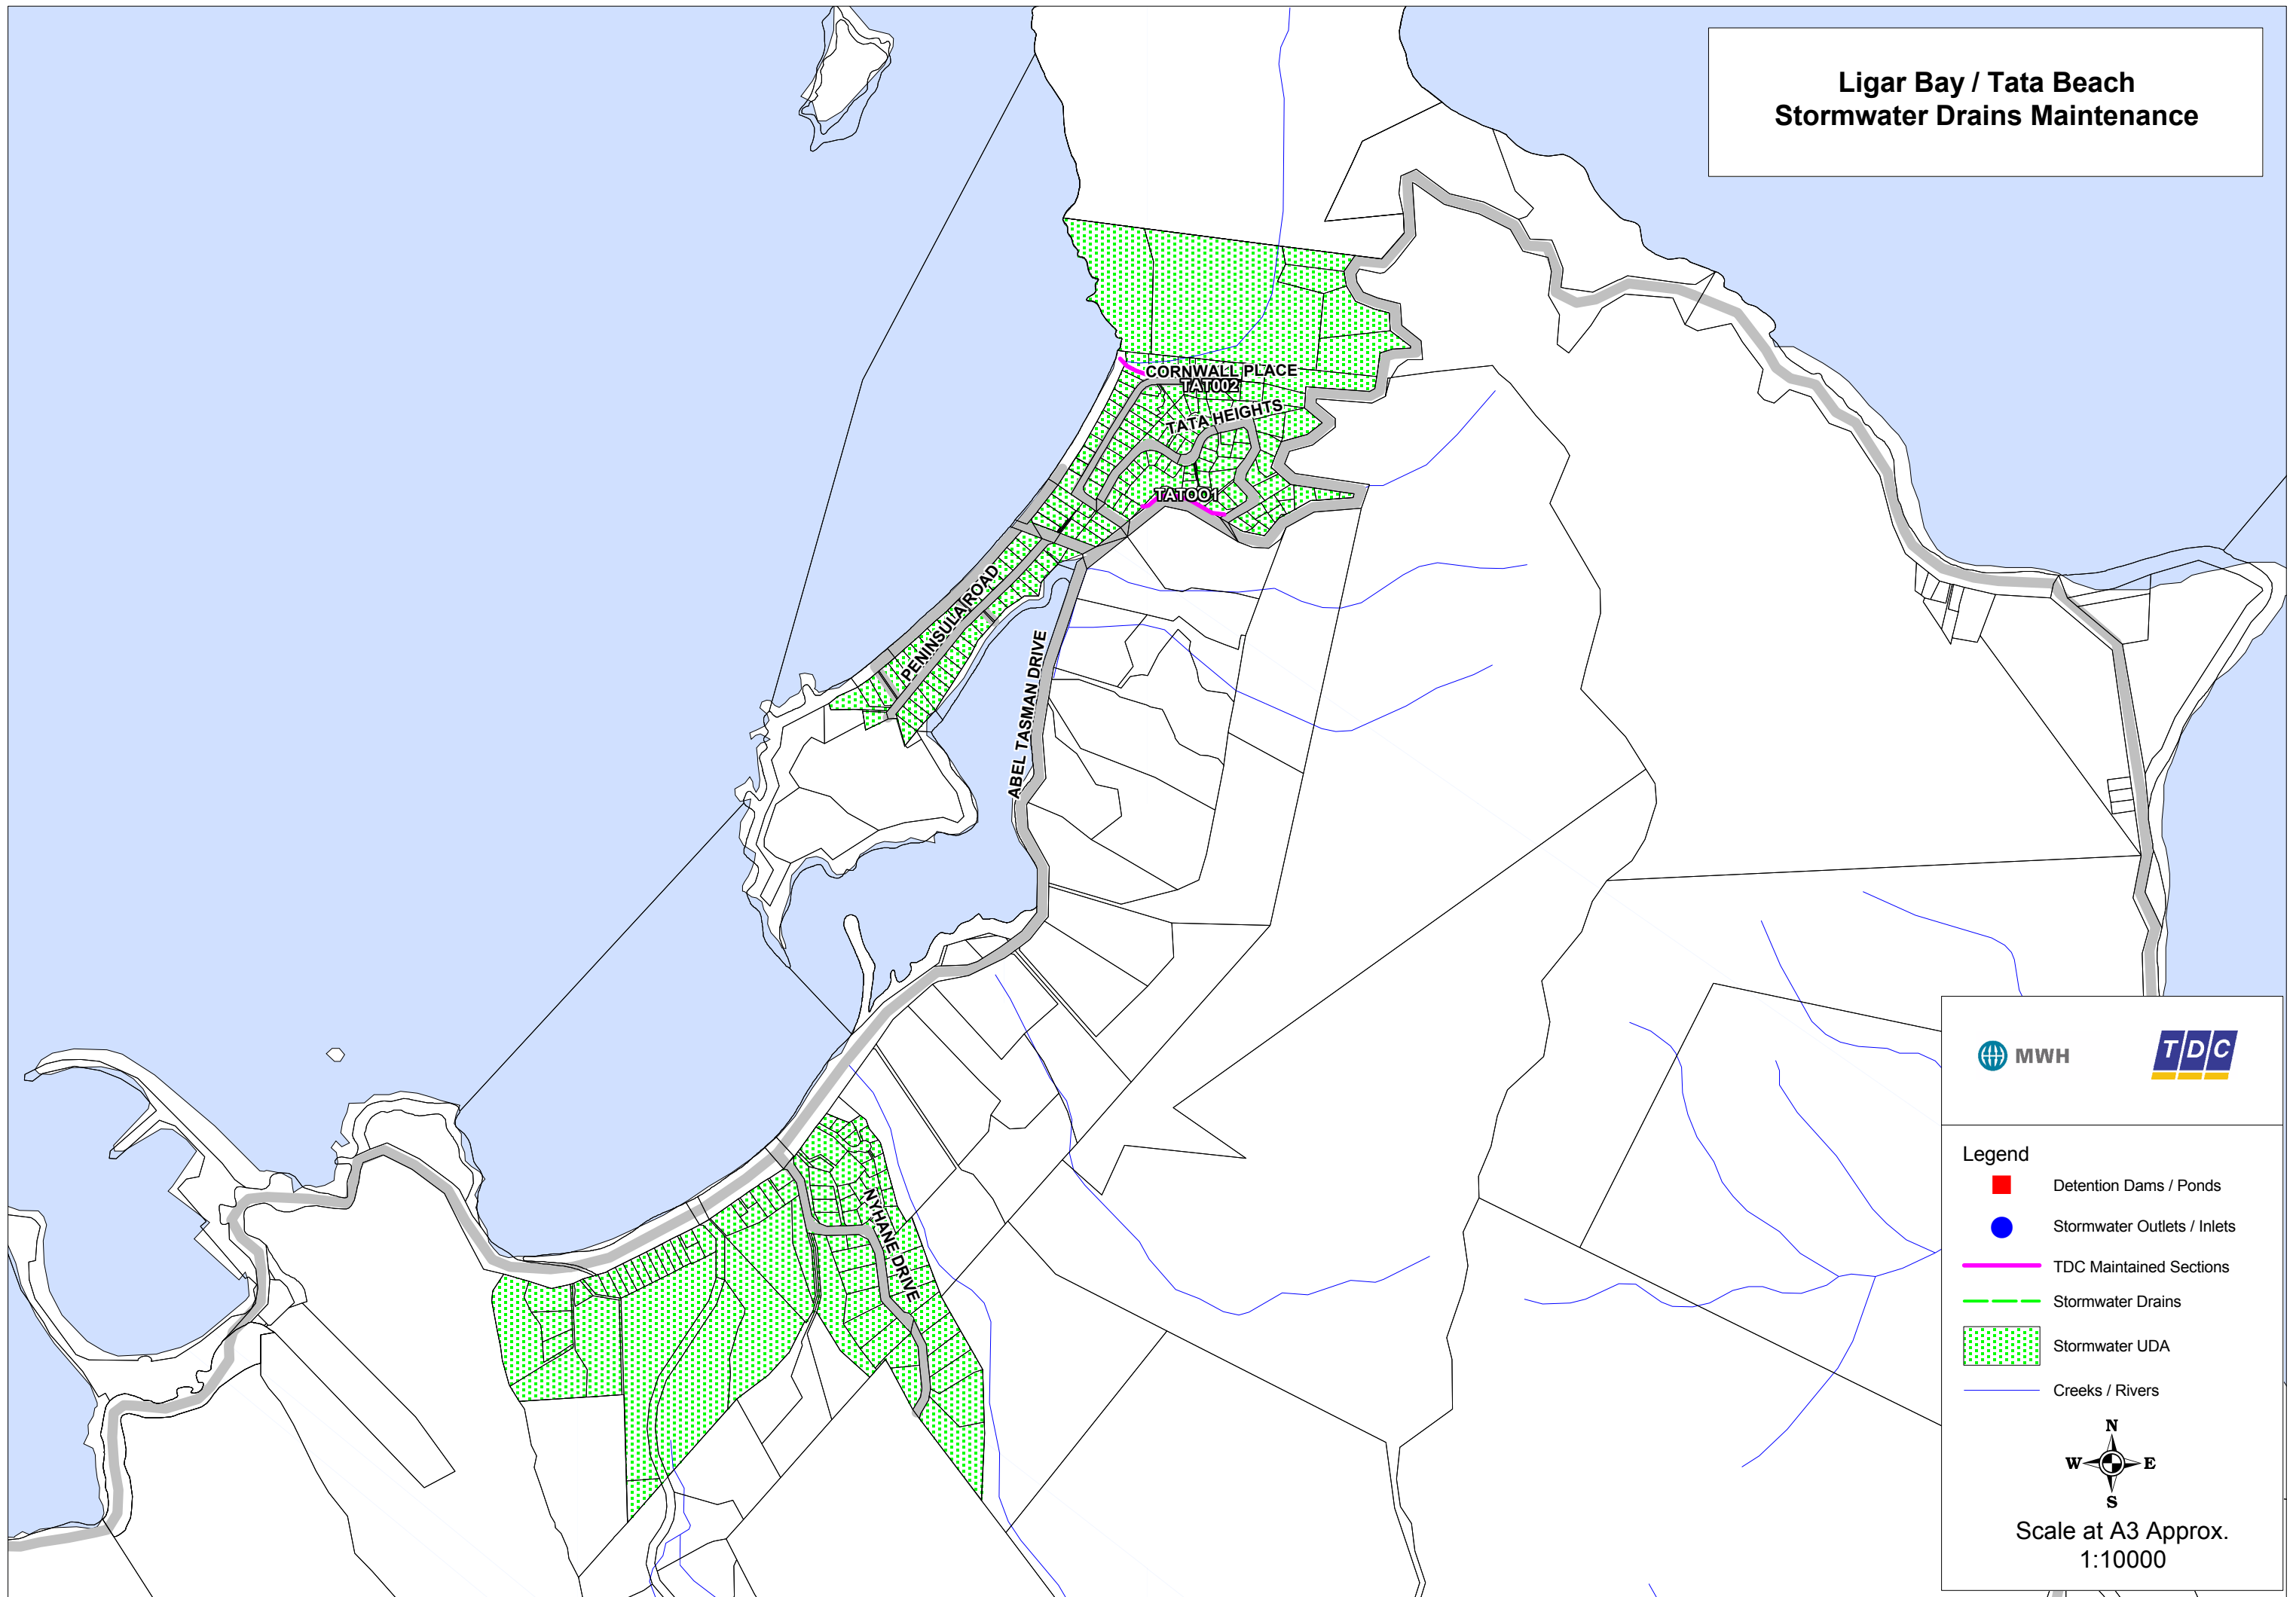 Ligar Bay / Tata Beach
Stormwater Drains Maintenance
CORNWALL PLACE
TAT002
TATA HEIGHTS
TATOO1
PENINSULA ROAD
ABEL TASMAN DRIVE
NYHANE DRIVE
MWH
TDC
Legend
Detention Dams / Ponds
Stormwater Outlets / Inlets
TDC Maintained Sections
Stormwater Drains
Stormwater UDA
Creeks / Rivers
N
W E
S
Scale at A3 Approx.
1:10000